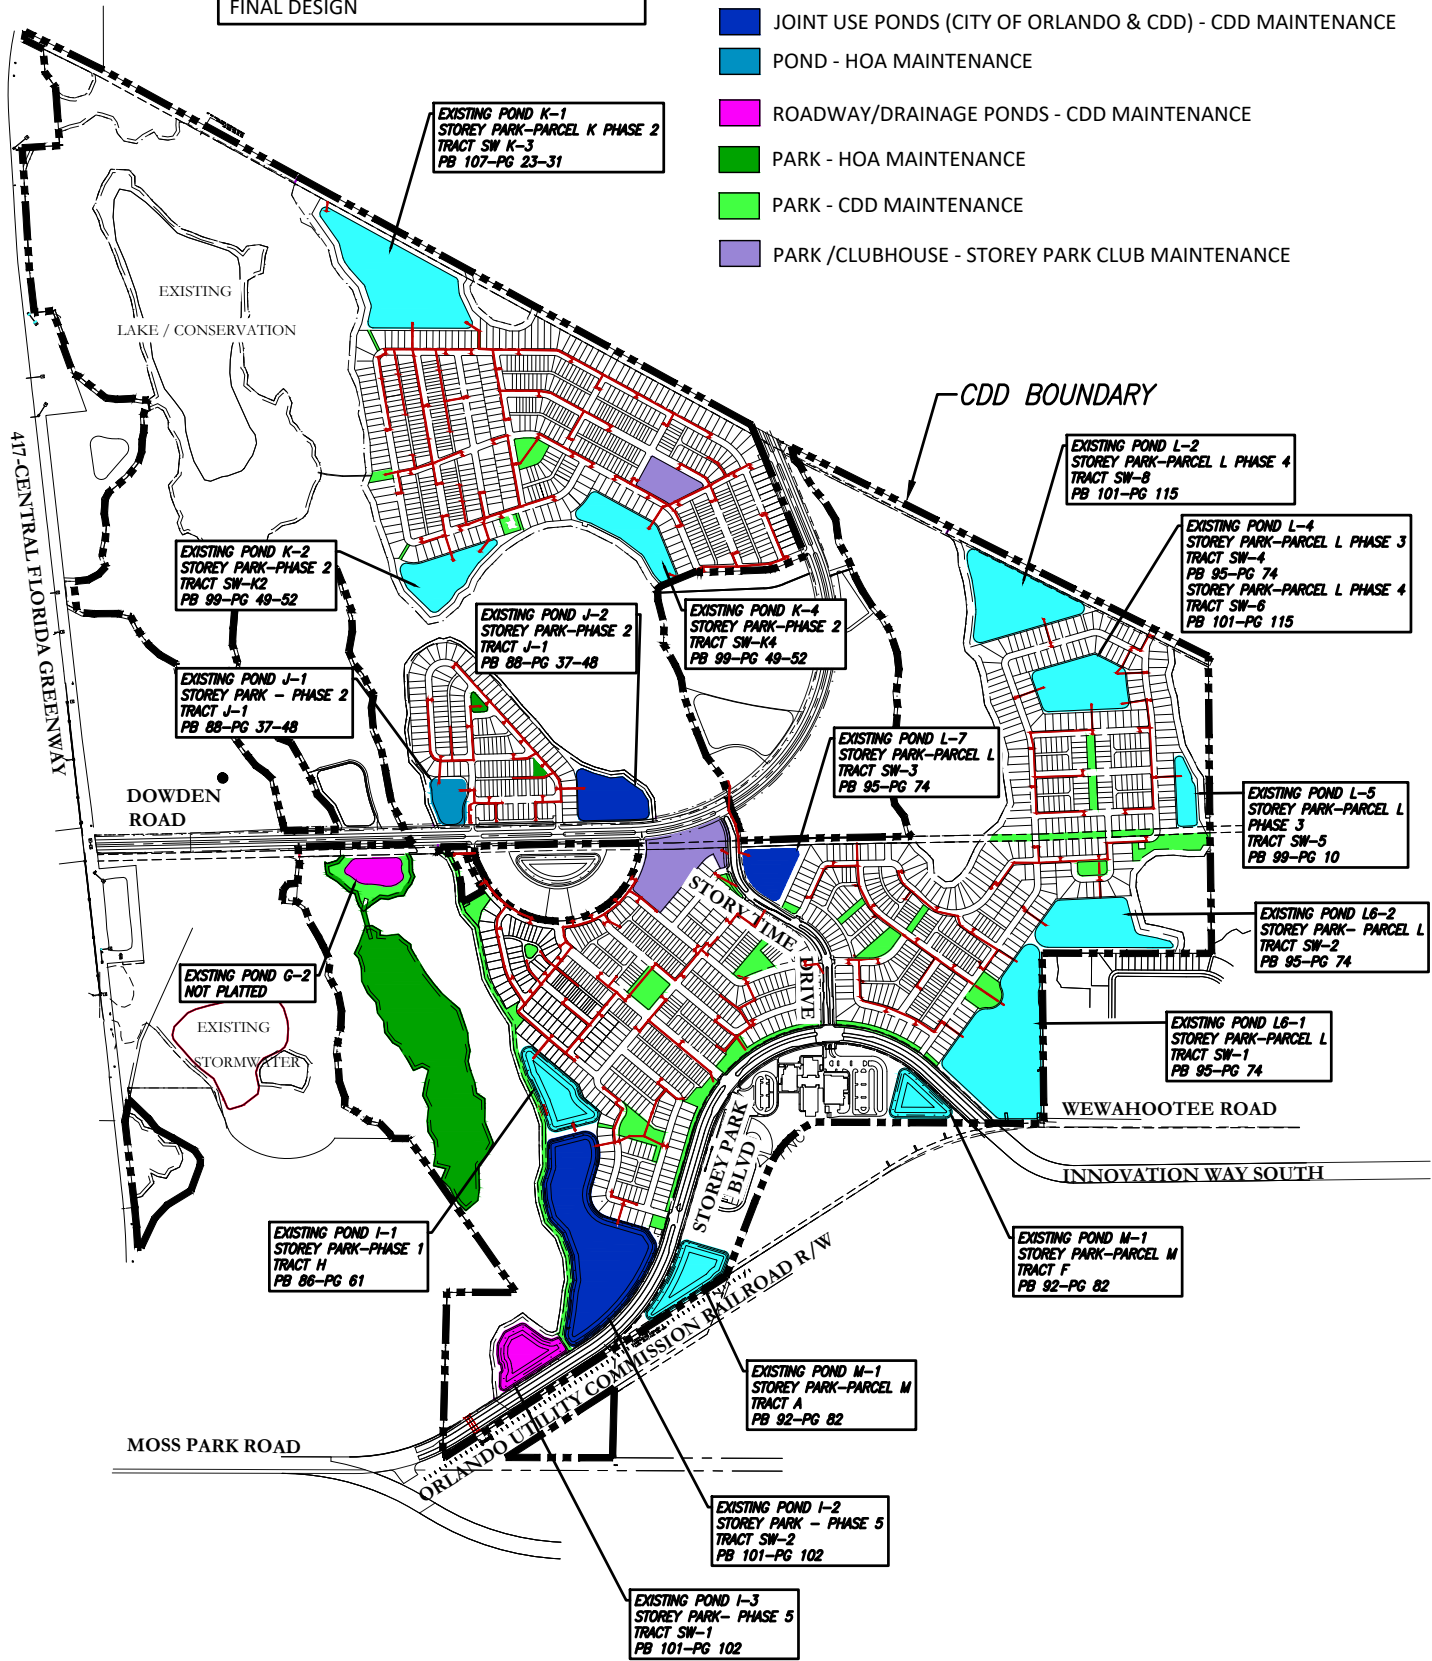 FINAL DESIGN
JOINT USE PONDS (CITY OF ORLANDO & CDD) - CDD MAINTENANCE
POND - HOA MAINTENANCE
ROADWAY/DRAINAGE PONDS - CDD MAINTENANCE
PARK - HOA MAINTENANCE
PARK - CDD MAINTENANCE
PARK /CLUBHOUSE - STOREY PARK CLUB MAINTENANCE
EXISTING POND K-1
STOREY PARK-PARCEL K PHASE 2
TRACT SW K-3
PB 107-PG 23-31
EXISTING
LAKE / CONSERVATION
CDD BOUNDARY
EXISTING POND L-2
STOREY PARK-PARCEL L PHASE 4
TRACT SW-8
PB 101-PG 115
EXISTING POND L-4
STOREY PARK-PARCEL L PHASE 3
TRACT SW-4
PB 95-PG 74
STOREY PARK-PARCEL L PHASE 4
TRACT SW-6
PB 101-PG 115
417-CENTRAL FLORIDA GREENWAY
EXISTING POND K-2
STOREY PARK-PHASE 2
TRACT SW-K2
PB 99-PG 49-52
EXISTING POND J-2
STOREY PARK-PHASE 2
TRACT J-1
PB 88-PG 37-48
EXISTING POND K-4
STOREY PARK-PHASE 2
TRACT SW-K4
PB 99-PG 49-52
EXISTING POND J-1
STOREY PARK - PHASE 2
TRACT J-1
PB 88-PG 37-48
EXISTING POND L-7
STOREY PARK-PARCEL L
TRACT SW-3
PB 95-PG 74
DOWDEN
ROAD
EXISTING POND L-5
STOREY PARK-PARCEL L
PHASE 3
TRACT SW-5
PB 99-PG 10
STORY TIME DRIVE
EXISTING POND L6-2
STOREY PARK- PARCEL L
TRACT SW-2
PB 95-PG 74
EXSTING POND G-2
NOT PLATTED
EXISTING
STORMWATER
EXISTING POND L6-1
STOREY PARK-PARCEL L
TRACT SW-1
PB 95-PG 74
WEWAHOOTEE ROAD
INNOVATION WAY SOUTH
STOREY PARK
BLVD
EXISTING POND I-1
STOREY PARK-PHASE 1
TRACT H
PB 86-PG 61
EXISTING POND M-1
STOREY PARK-PARCEL M
TRACT F
PB 92-PG 82
ORLANDO UTILITY COMMISSION RAILROAD R/W
EXISTING POND M-1
STOREY PARK-PARCEL M
TRACT A
PB 92-PG 82
MOSS PARK ROAD
EXISTING POND I-2
STOREY PARK - PHASE 5
TRACT SW-2
PB 101-PG 102
EXISTING POND I-3
STOREY PARK- PHASE 5
TRACT SW-1
PB 101-PG 102